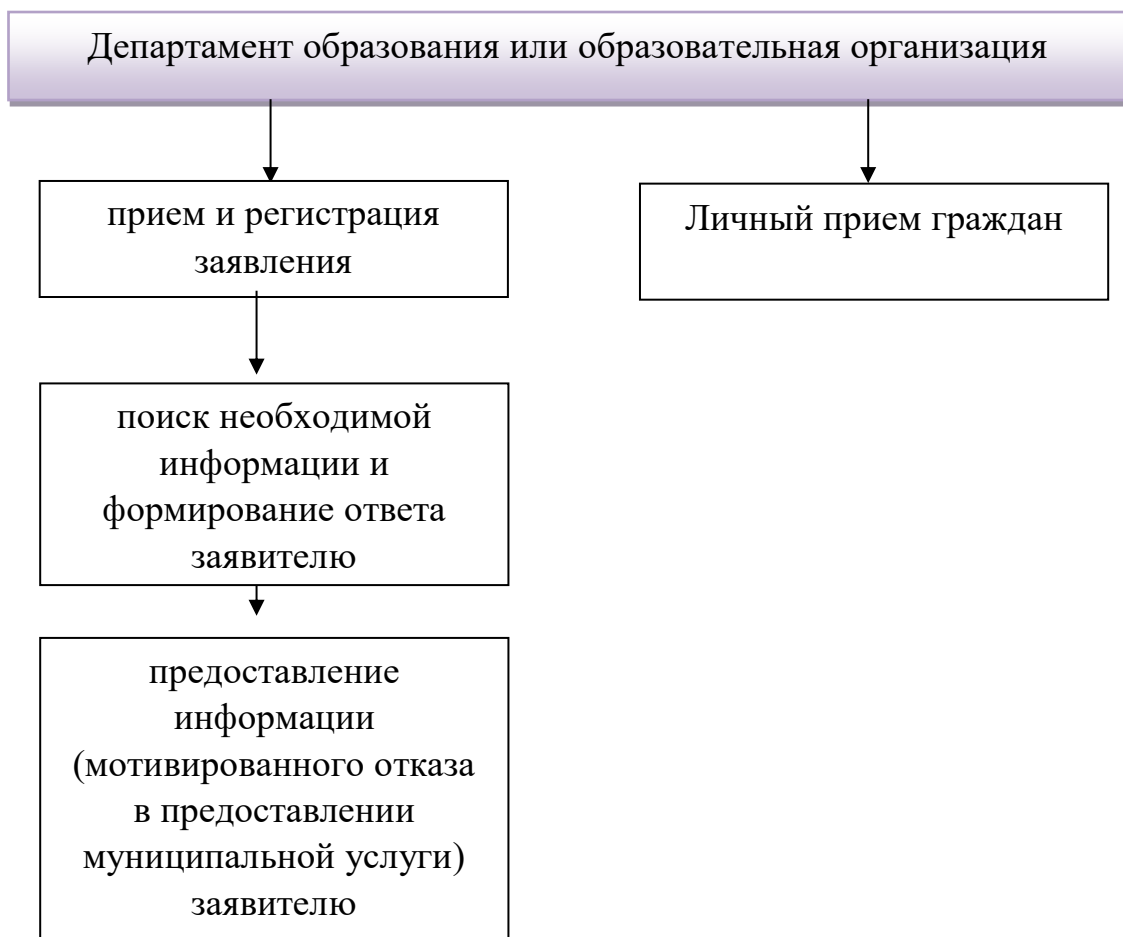 Департамент образования или образовательная организация
прием и регистрация
заявления
Личный прием граждан
поиск необходимой
информации и
формирование ответа
заявителю
предоставление
информации
(мотивированного отказа
в предоставлении
муниципальной услуги)
заявителю